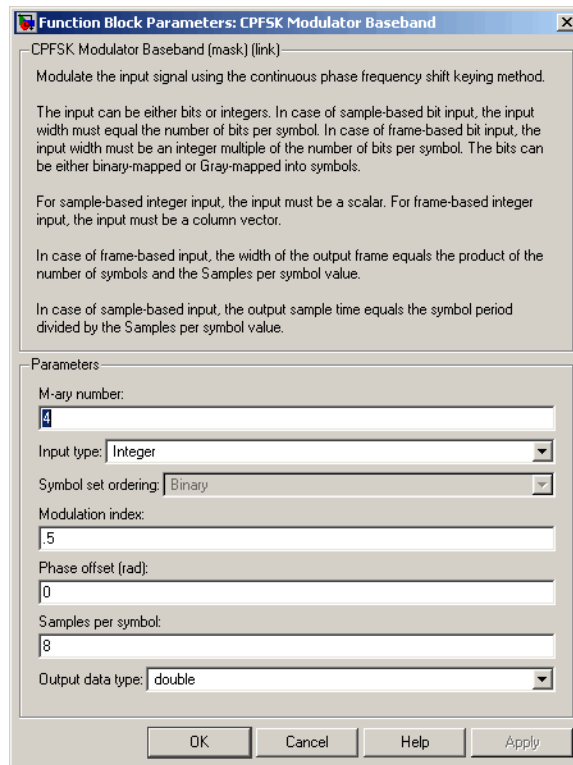 Function Block Parameters: CPFSK Modulator Baseband
CPFSK Modulator Baseband (mask) (link)
Modulate the input signal using the continuous phase frequency shift keying method.
The input can be either bits or integers. In case of sample-based bit input, the input
width must equal the number of bits per symbol. In case of frame-based bit input, the
input width must be an integer multiple of the number of bits per symbol. The bits can
be either binary-mapped or Gray-mapped into symbols.
For sample-based integer input, the input must be a scalar. For frame-based integer
input, the input must be a column vector.
In case of frame-based input, the width of the output frame equals the product of the
number of symbols and the Samples per symbol value.
In case of sample-based input, the output sample time equals the symbol period
divided by the Samples per symbol value.
Parameters
M-ary number:
4
Input type: Integer
Symbol set ordering: Binary
Modulation index:
.5
Phase offset (rad):
0
Samples per symbol:
8
Output data type: double
OK Cancel Help Apply